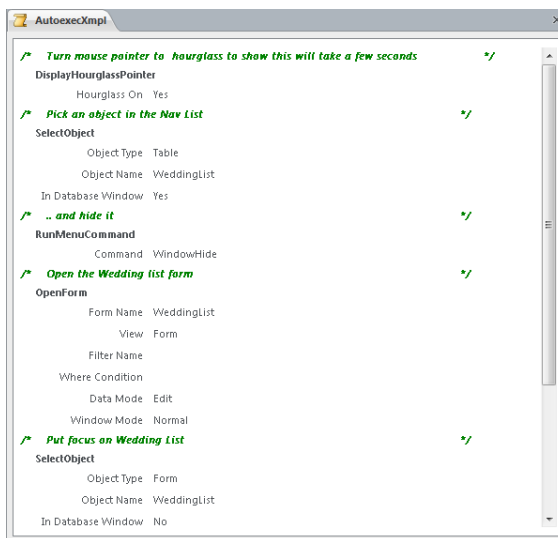 AutoexecXmpl
/* Turn mouse pointer to hourglass to show this will take a few seconds */
DisplayHourglassPointer
Hourglass On Yes
/* Pick an object in the Nav List */
SelectObject
Object Type Table
Object Name WeddingList
In Database Window Yes
/* .. and hide it */
RunMenuCommand
Command WindowHide
/* Open the Wedding list form */
OpenForm
Form Name WeddingList
View Form
Filter Name
Where Condition
Data Mode Edit
Window Mode Normal
/* Put focus on Wedding List */
SelectObject
Object Type Form
Object Name WeddingList
In Database Window No